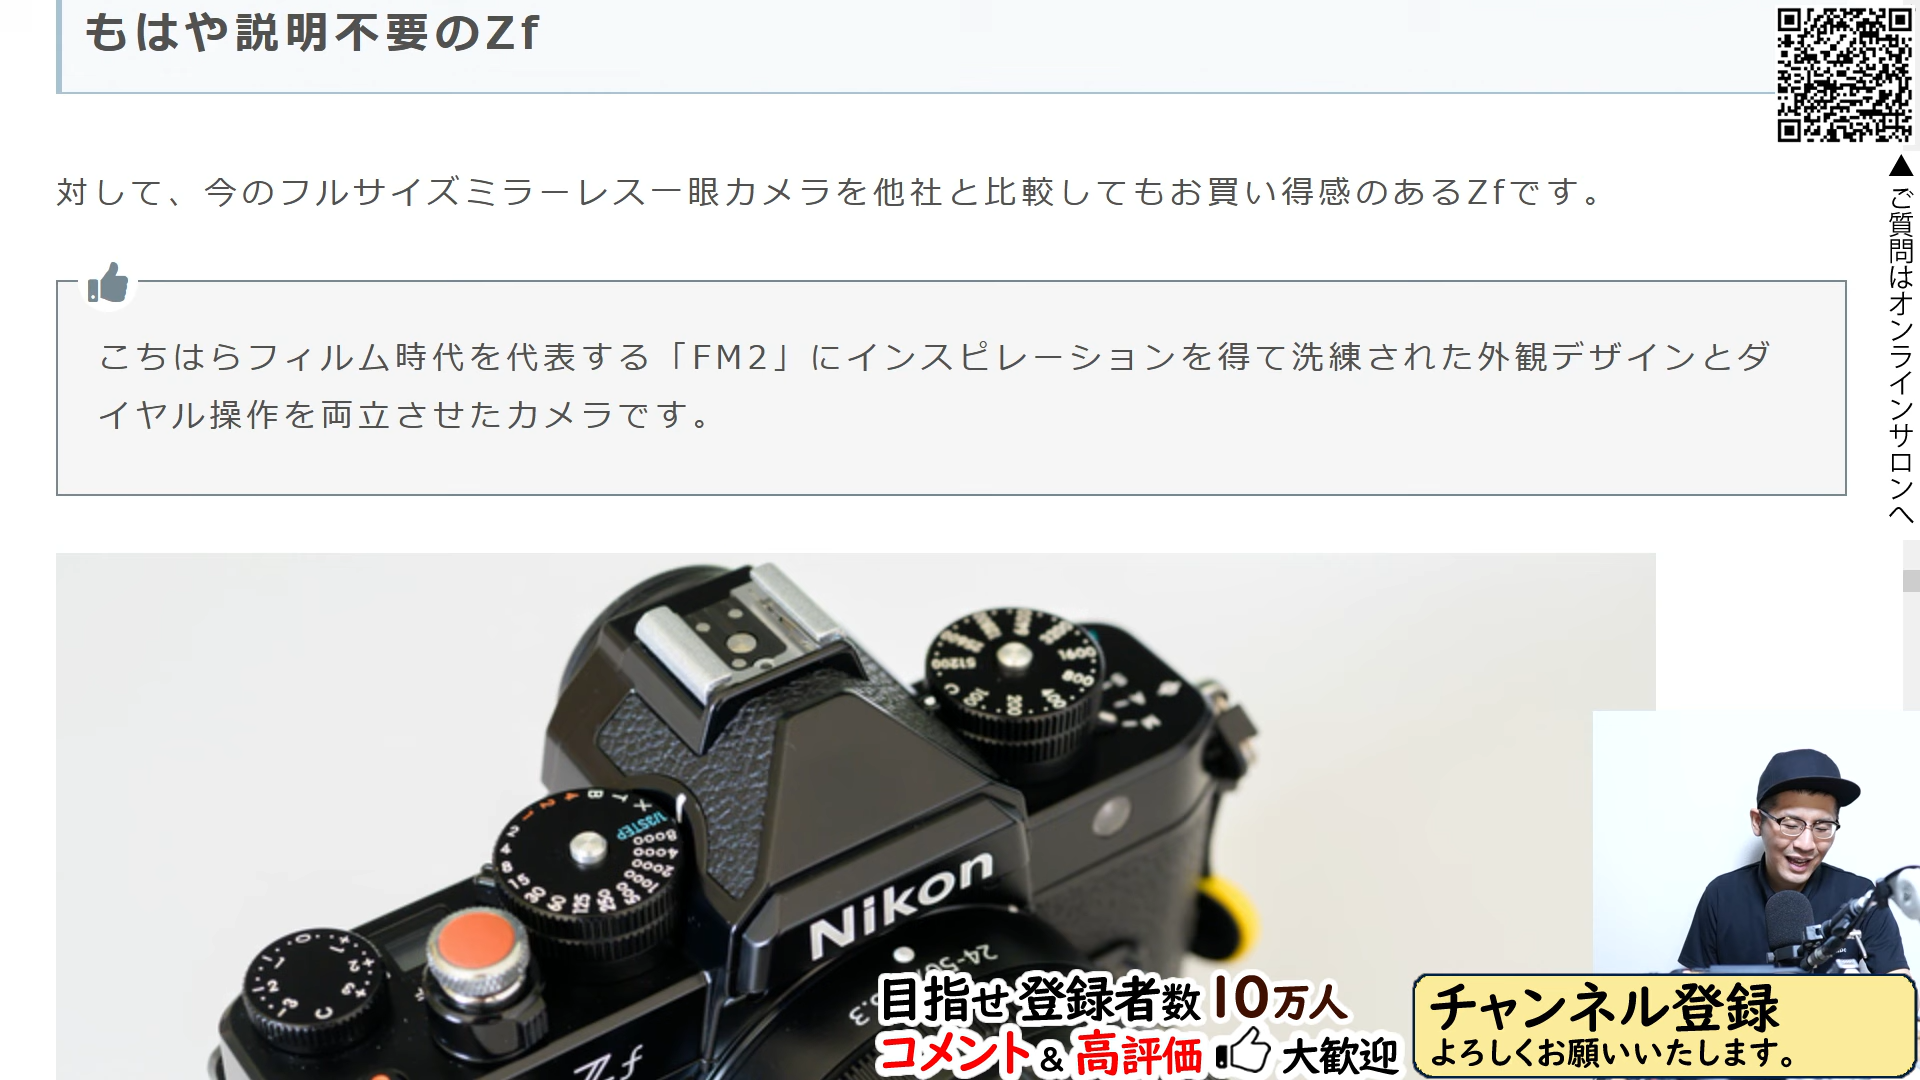 もはや説明不要のZf
対して、今のフルサイズミラーレス一眼カメラを他社と比較してもお買い得感のあるZfです。
こちはらフィルム時代を代表する「FM2」にインスピレーションを得て洗練された外観デザインとダ
イヤル操作を両立させたカメラです。
▲ご質問はオンラインサロンへ
Nikon
Zf
24-50
目指せ登録者数10万人
コメント&高評価大歓迎
チャンネル登録
よろしくお願いいたします。